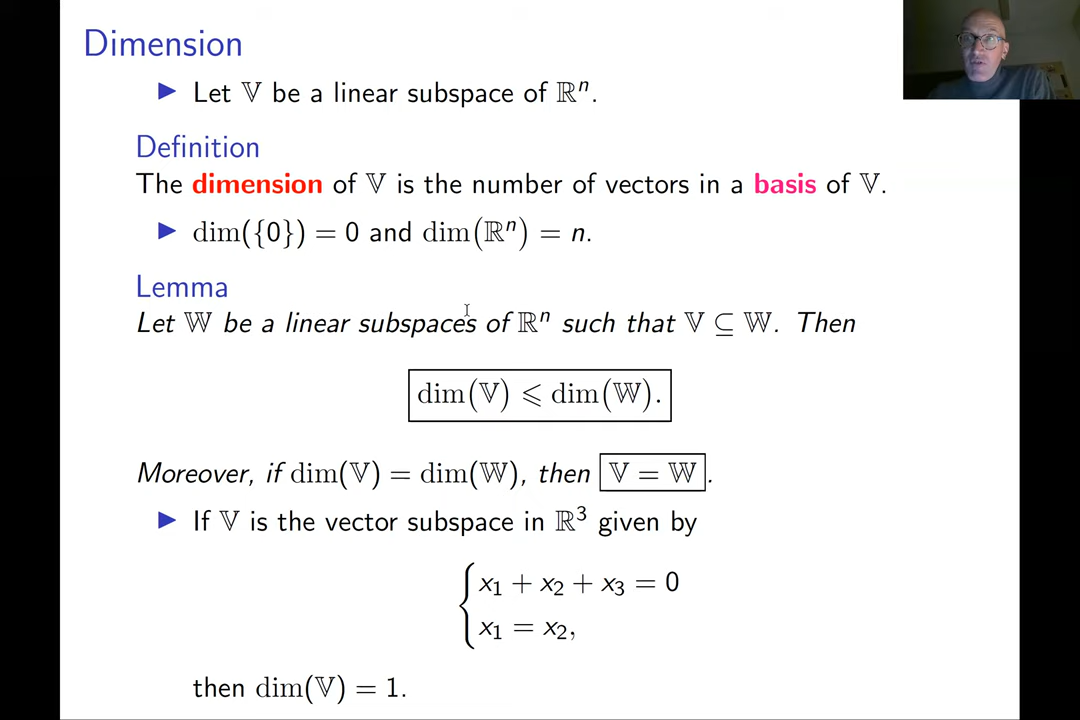 Dimension
▶ Let 𝕍 be a linear subspace of ℝⁿ.
Definition
The dimension of 𝕍 is the number of vectors in a basis of 𝕍.
▶ dim({0}) = 0 and dim(ℝⁿ) = n.
Lemma
Let 𝕎 be a linear subspaces of ℝⁿ such that 𝕍 ⊆ 𝕎. Then
dim(𝕍) ⩽ dim(𝕎).
Moreover, if dim(𝕍) = dim(𝕎), then 𝕍 = 𝕎.
▶ If 𝕍 is the vector subspace in ℝ³ given by
x₁ + x₂ + x₃ = 0
x₁ = x₂,
then dim(𝕍) = 1.